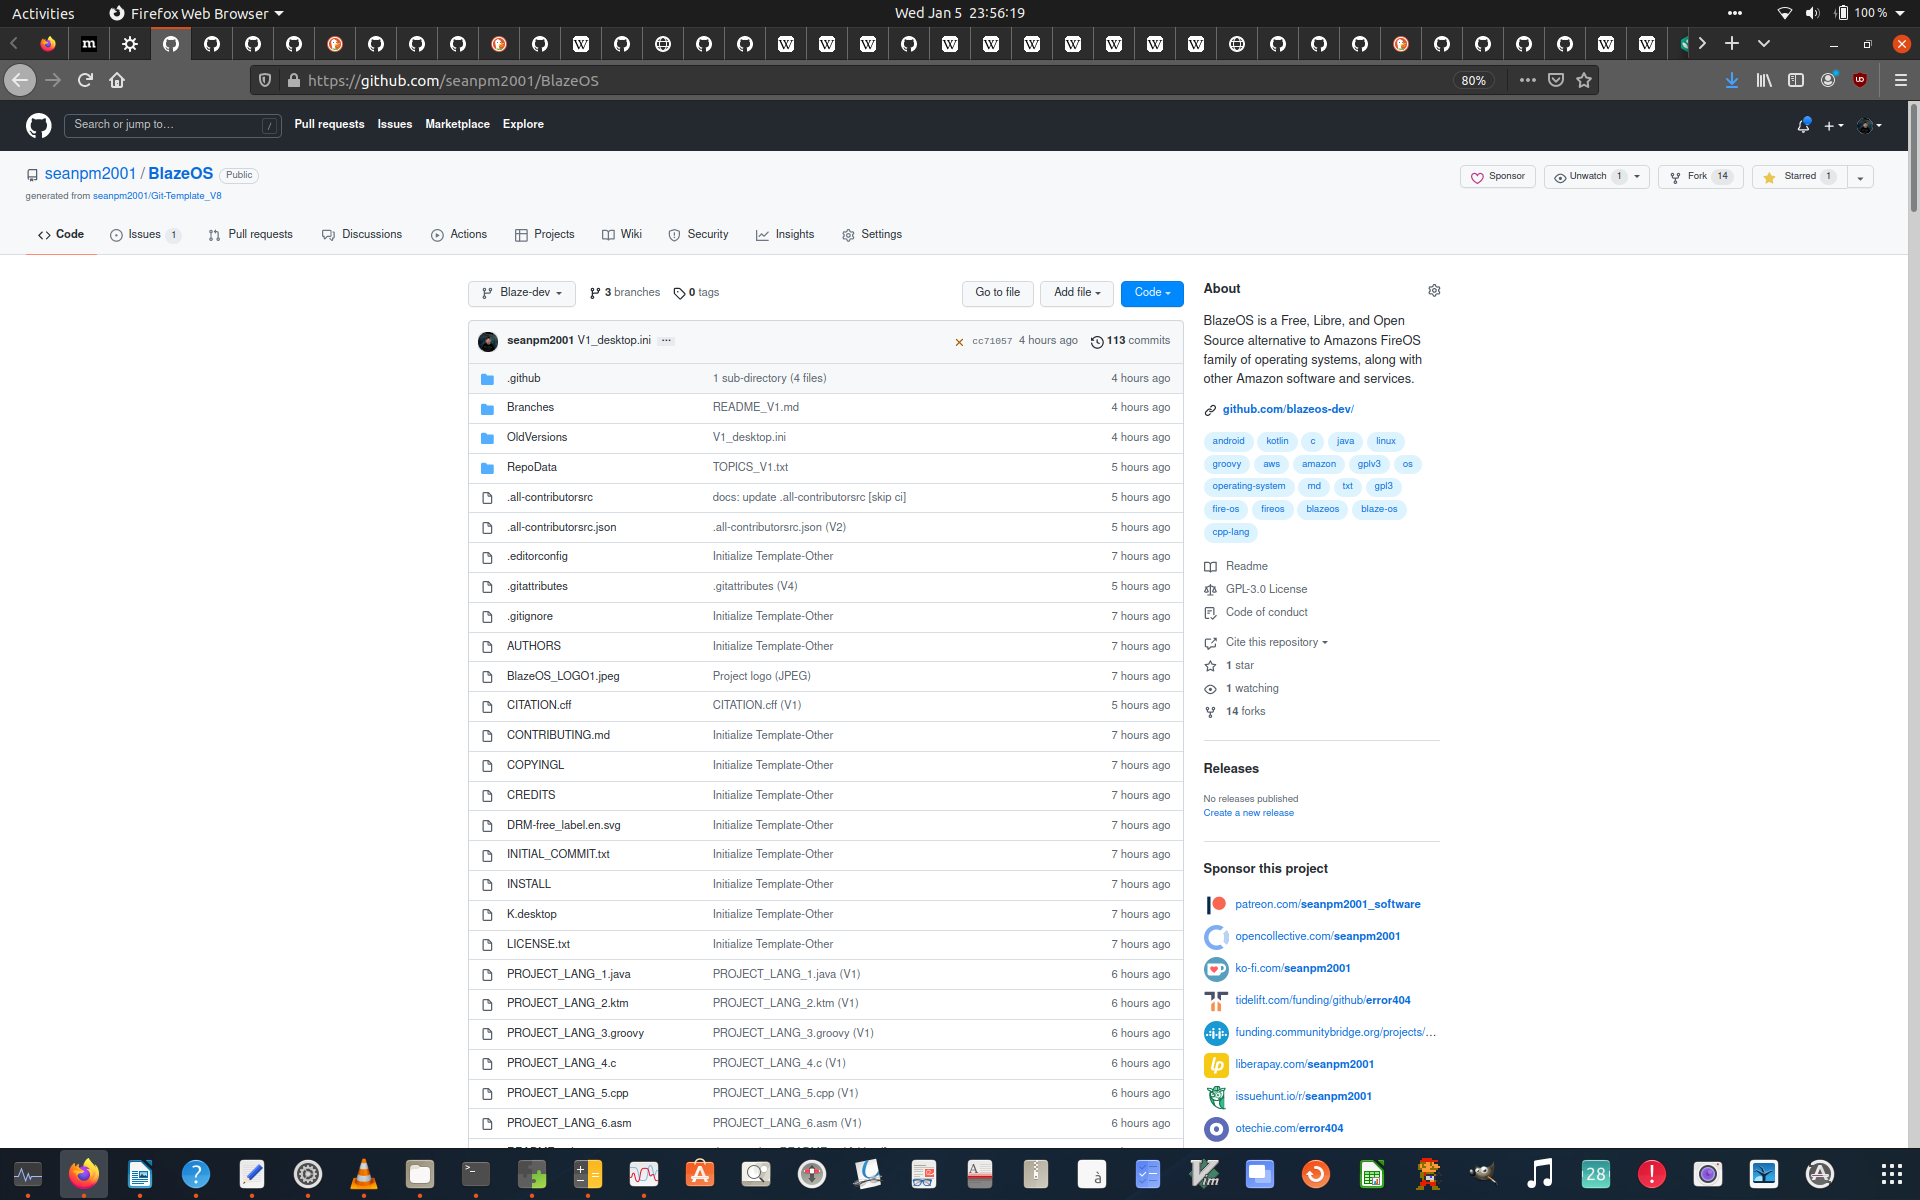 Activities
Firefox Web Browser
Wed Jan 5 23:56:19
100 %
https://github.com/seanpm2001/BlazeOS
80%
Search or jump to…
/
Pull requests
Issues
Marketplace
Explore
seanpm2001 / BlazeOS
Public
generated from seanpm2001/Git-Template_V8
Sponsor
Unwatch 1
Fork 14
Starred 1
Code
Issues 1
Pull requests
Discussions
Actions
Projects
Wiki
Security
Insights
Settings
Blaze-dev
3 branches
0 tags
Go to file
Add file
Code
seanpm2001 V1_desktop.ini
cc71057 4 hours ago
113 commits
.github 1 sub-directory (4 files) 4 hours ago
Branches README_V1.md 4 hours ago
OldVersions V1_desktop.ini 4 hours ago
RepoData TOPICS_V1.txt 5 hours ago
.all-contributorsrc docs: update .all-contributorsrc [skip ci] 5 hours ago
.all-contributorsrc.json .all-contributorsrc.json (V2) 5 hours ago
.editorconfig Initialize Template-Other 7 hours ago
.gitattributes .gitattributes (V4) 5 hours ago
.gitignore Initialize Template-Other 7 hours ago
AUTHORS Initialize Template-Other 7 hours ago
BlazeOS_LOGO1.jpeg Project logo (JPEG) 7 hours ago
CITATION.cff CITATION.cff (V1) 5 hours ago
CONTRIBUTING.md Initialize Template-Other 7 hours ago
COPYINGL Initialize Template-Other 7 hours ago
CREDITS Initialize Template-Other 7 hours ago
DRM-free_label.en.svg Initialize Template-Other 7 hours ago
INITIAL_COMMIT.txt Initialize Template-Other 7 hours ago
INSTALL Initialize Template-Other 7 hours ago
K.desktop Initialize Template-Other 7 hours ago
LICENSE.txt Initialize Template-Other 7 hours ago
PROJECT_LANG_1.java PROJECT_LANG_1.java (V1) 6 hours ago
PROJECT_LANG_2.ktm PROJECT_LANG_2.ktm (V1) 6 hours ago
PROJECT_LANG_3.groovy PROJECT_LANG_3.groovy (V1) 6 hours ago
PROJECT_LANG_4.c PROJECT_LANG_4.c (V1) 6 hours ago
PROJECT_LANG_5.cpp PROJECT_LANG_5.cpp (V1) 6 hours ago
PROJECT_LANG_6.asm PROJECT_LANG_6.asm (V1) 6 hours ago
About
BlazeOS is a Free, Libre, and Open
Source alternative to Amazons FireOS
family of operating systems, along with
other Amazon software and services.
github.com/blazeos-dev/
android kotlin c java linux
groovy aws amazon gplv3 os
operating-system md txt gpl3
fire-os fireos blazeos blaze-os
cpp-lang
Readme
GPL-3.0 License
Code of conduct
Cite this repository
1 star
1 watching
14 forks
Releases
No releases published
Create a new release
Sponsor this project
patreon.com/seanpm2001_software
opencollective.com/seanpm2001
ko-fi.com/seanpm2001
tidelift.com/funding/github/error404
funding.communitybridge.org/projects/…
liberapay.com/seanpm2001
issuehunt.io/r/seanpm2001
otechie.com/error404
28